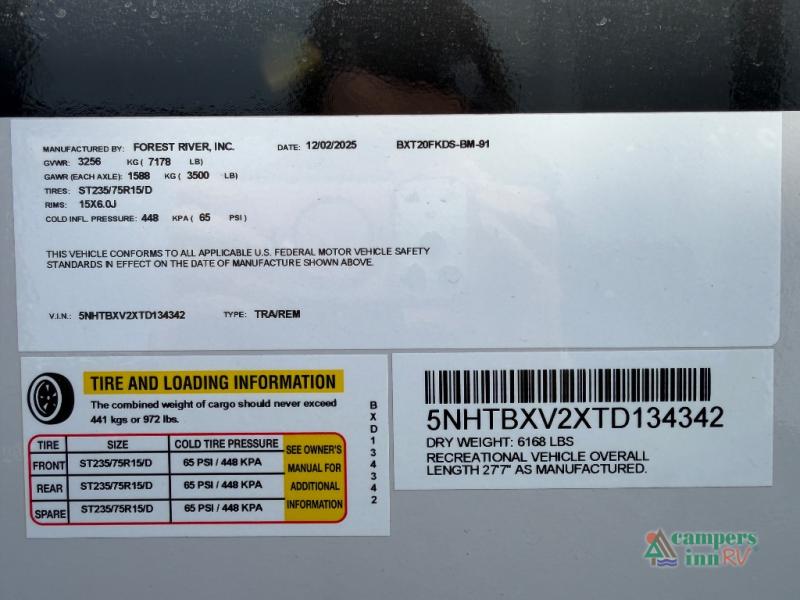 MANUFACTURED BY: FOREST RIVER, INC. DATE: 12/02/2025 BXT20FKDS-BM-91
GVWR: 3256 KG ( 7178 LB)
GAWR (EACH AXLE): 1588 KG ( 3500 LB)
TIRES: ST235/75R15/D
RIMS: 15X6.0J
COLD INFL. PRESSURE: 448 KPA ( 65 PSI )
THIS VEHICLE CONFORMS TO ALL APPLICABLE U.S. FEDERAL MOTOR VEHICLE SAFETY
STANDARDS IN EFFECT ON THE DATE OF MANUFACTURE SHOWN ABOVE.
V.I.N.: 5NHTBXV2XTD134342 TYPE: TRA/REM
TIRE AND LOADING INFORMATION
The combined weight of cargo should never exceed
441 kgs or 972 lbs.
TIRE SIZE COLD TIRE PRESSURE
FRONT ST235/75R15/D 65 PSI / 448 KPA
REAR ST235/75R15/D 65 PSI / 448 KPA
SPARE ST235/75R15/D 65 PSI / 448 KPA
SEE OWNER'S
MANUAL FOR
ADDITIONAL
INFORMATION
BXD134342
5NHTBXV2XTD134342
DRY WEIGHT: 6168 LBS
RECREATIONAL VEHICLE OVERALL
LENGTH 27'7" AS MANUFACTURED.
campers
inn RV